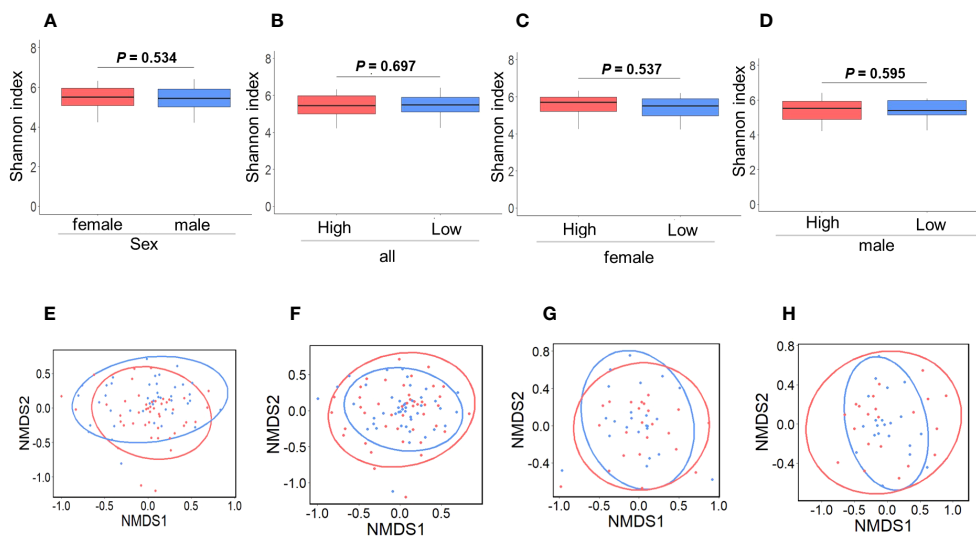 A
Shannon index
8
6
4
2
0
P = 0.534
female male
Sex
B
Shannon index
8
6
4
2
0
P = 0.697
High Low
all
C
Shannon index
8
6
4
2
0
P = 0.537
High Low
female
D
Shannon index
8
6
4
2
0
P = 0.595
High Low
male
E
NMDS2
0.5
0.0
-0.5
-1.0
-1.0 -0.5 0.0 0.5 1.0
NMDS1
F
NMDS2
0.5
0.0
-0.5
-1.0
-1.0 -0.5 0.0 0.5 1.0
NMDS1
G
NMDS2
0.8
0.4
0.0
-0.4
-1.0 -0.5 0.0 0.5 1.0
NMDS1
H
NMDS2
0.8
0.4
0.0
-0.4
-1.0 -0.5 0.0 0.5 1.0
NMDS1